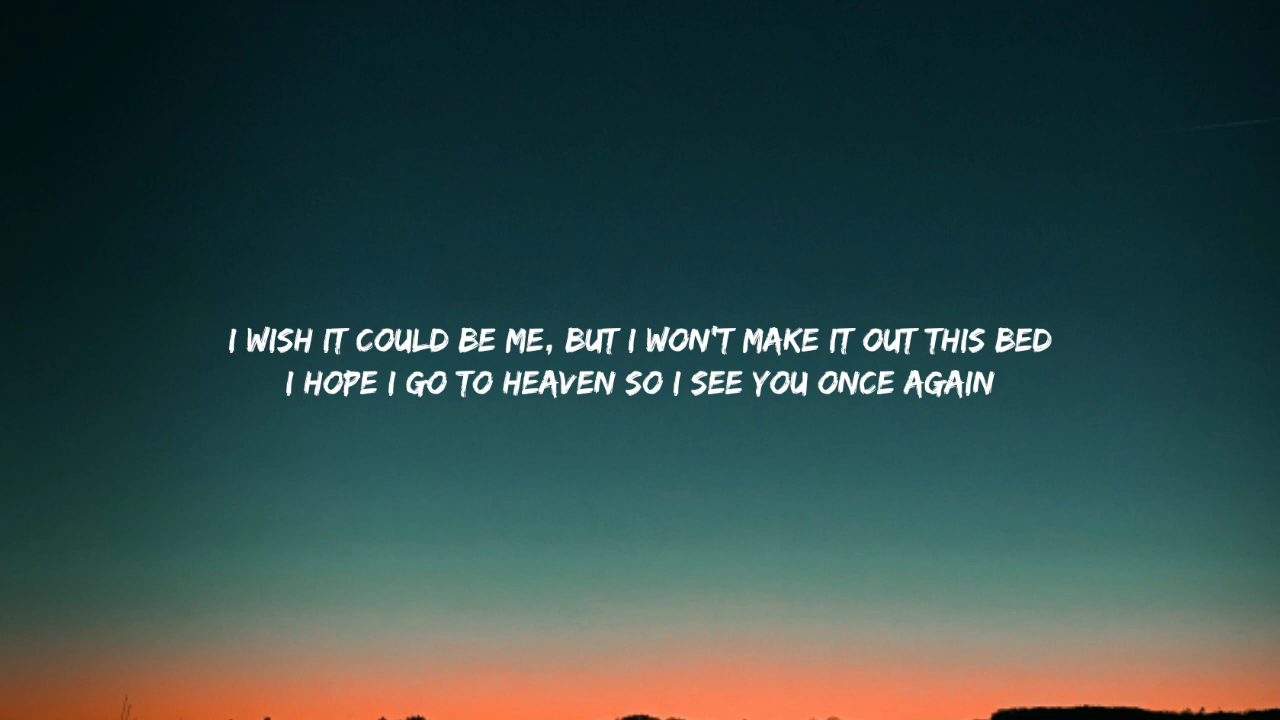 I WISH IT COULD BE ME, BUT I WON'T MAKE IT OUT THIS BED
I HOPE I GO TO HEAVEN SO I SEE YOU ONCE AGAIN